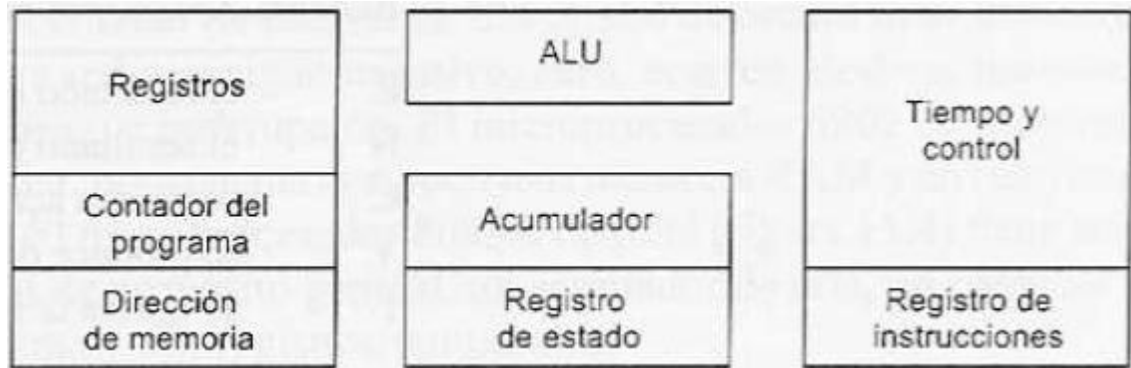 Registros
Contador del
programa
Dirección
de memoria
ALU
Acumulador
Registro
de estado
Tiempo y
control
Registro de
instrucciones